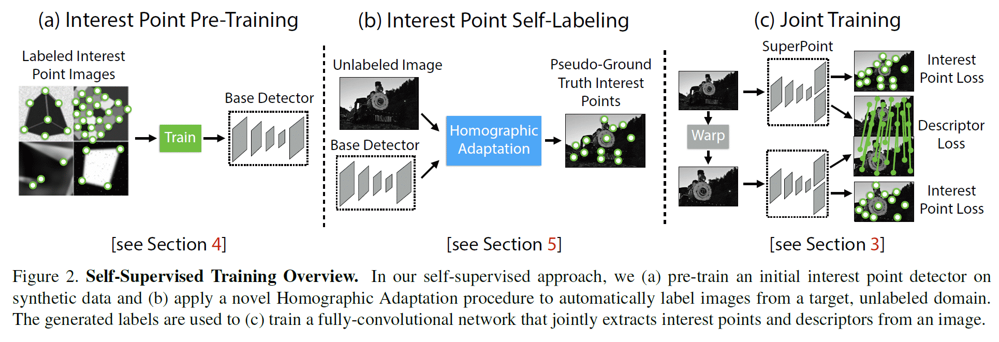 (a) Interest Point Pre-Training
Labeled Interest
Point Images
Train
Base Detector
[see Section 4]
(b) Interest Point Self-Labeling
Unlabeled Image
Base Detector
Homographic
Adaptation
Pseudo-Ground
Truth Interest
Points
[see Section 5]
(c) Joint Training
SuperPoint
Warp
Interest
Point Loss
Descriptor
Loss
Interest
Point Loss
[see Section 3]
Figure 2. Self-Supervised Training Overview. In our self-supervised approach, we (a) pre-train an initial interest point detector on
synthetic data and (b) apply a novel Homographic Adaptation procedure to automatically label images from a target, unlabeled domain.
The generated labels are used to (c) train a fully-convolutional network that jointly extracts interest points and descriptors from an image.